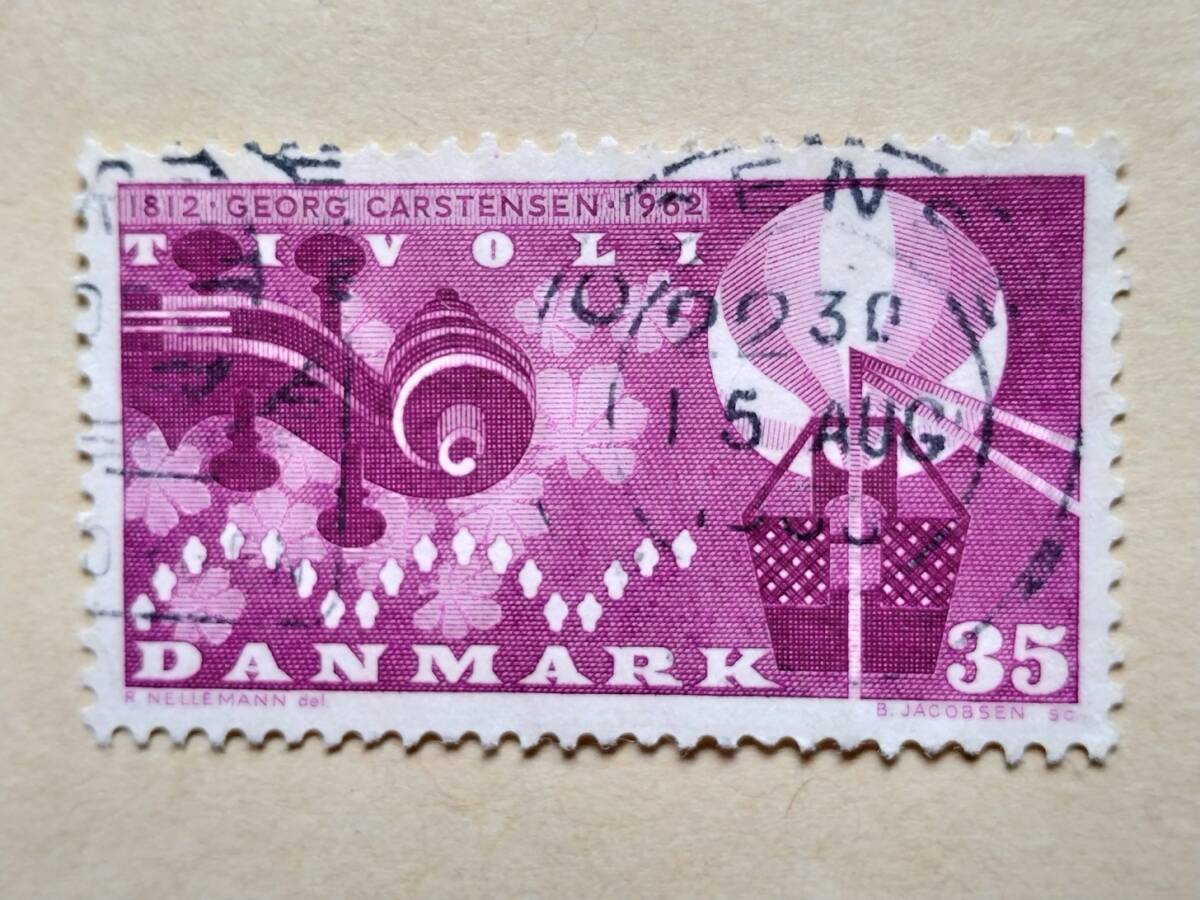 1812 · GEORG CARSTENSEN · 1962
TIVOLI
15 AUG
DANMARK
35
R. NELLEMANN del.
B. JACOBSEN sc